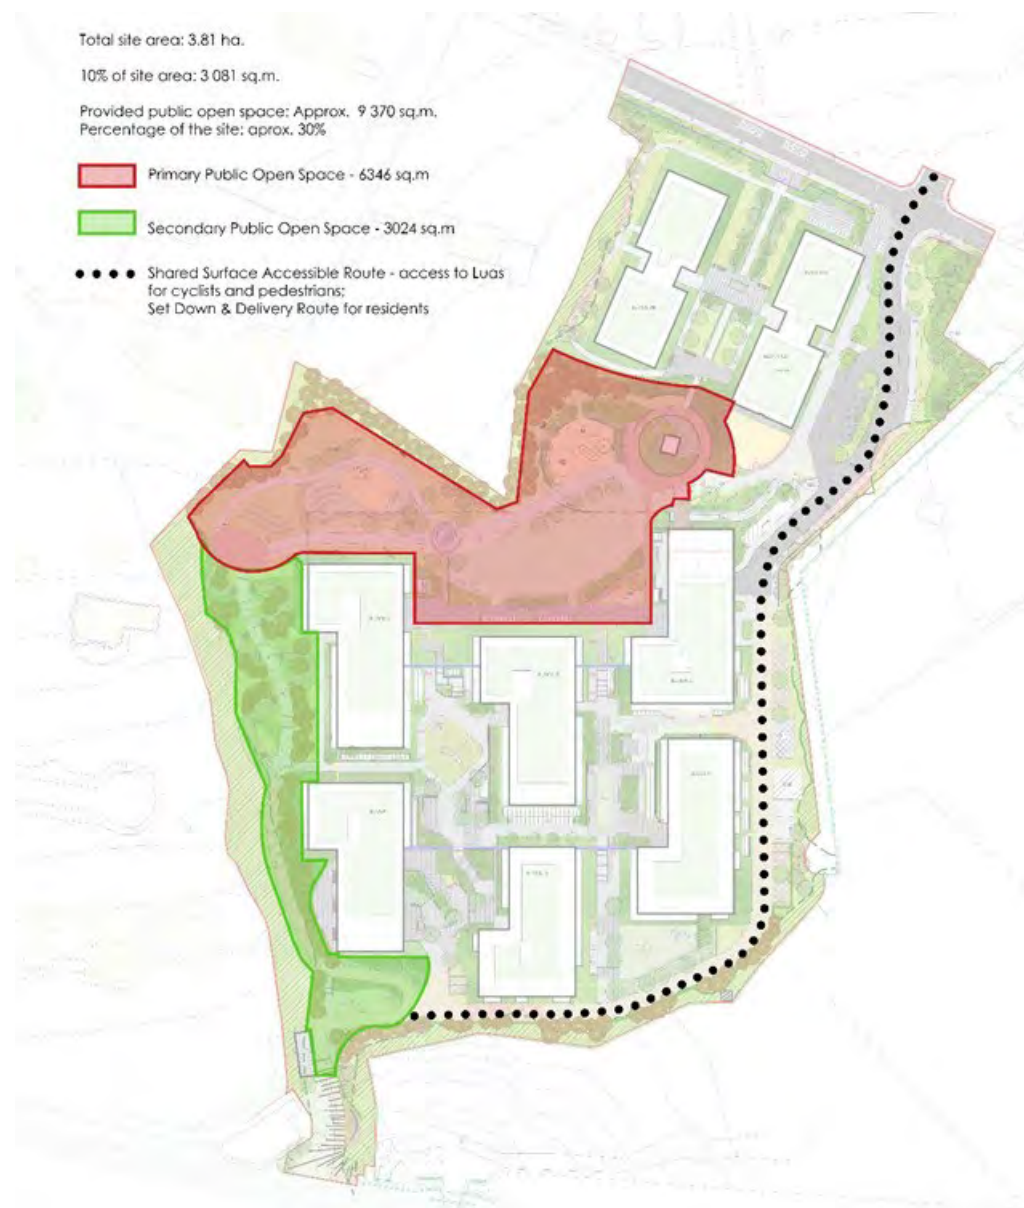 Total site area: 3.81 ha.
10% of site area: 3 081 sq.m.
Provided public open space: Approx. 9 370 sq.m.
Percentage of the site: aprox. 30%
Primary Public Open Space - 6346 sq.m
Secondary Public Open Space - 3024 sq.m
Shared Surface Accessible Route - access to Luas
for cyclists and pedestrians;
Set Down & Delivery Route for residents